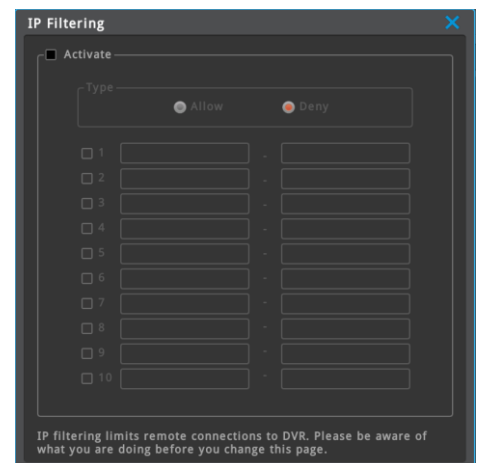 IP Filtering
Activate
Type
Allow Deny
1 -
2 -
3 -
4 -
5 -
6 -
7 -
8 -
9 -
10 -
IP filtering limits remote connections to DVR. Please be aware of
what you are doing before you change this page.